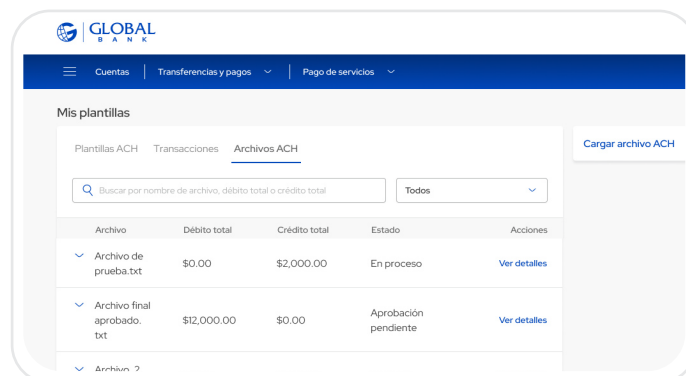 GLOBAL
BANK
Cuentas Transferencias y pagos Pago de servicios
Mis plantillas
Plantillas ACH Transacciones Archivos ACH
Cargar archivo ACH
Buscar por nombre de archivo, débito total o crédito total
Todos
Archivo Débito total Crédito total Estado Acciones
Archivo de
prueba.txt
$0.00 $2,000.00 En proceso Ver detalles
Archivo final
aprobado.
txt
$12,000.00 $0.00
Aprobación
pendiente
Ver detalles
Archivo_2